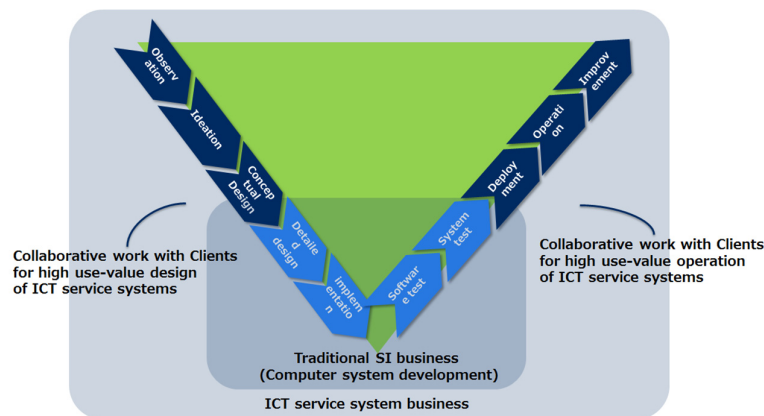 Observ
ation
Ideation
Concep
tual
Design
Detaile
d
design
implem
entatio
n
Softwar
e test
System
test
Deploy
ment
Operati
on
Improv
ement
Collaborative work with Clients
for high use-value design
of ICT service systems
Collaborative work with Clients
for high use-value operation
of ICT service systems
Traditional SI business
(Computer system development)
ICT service system business